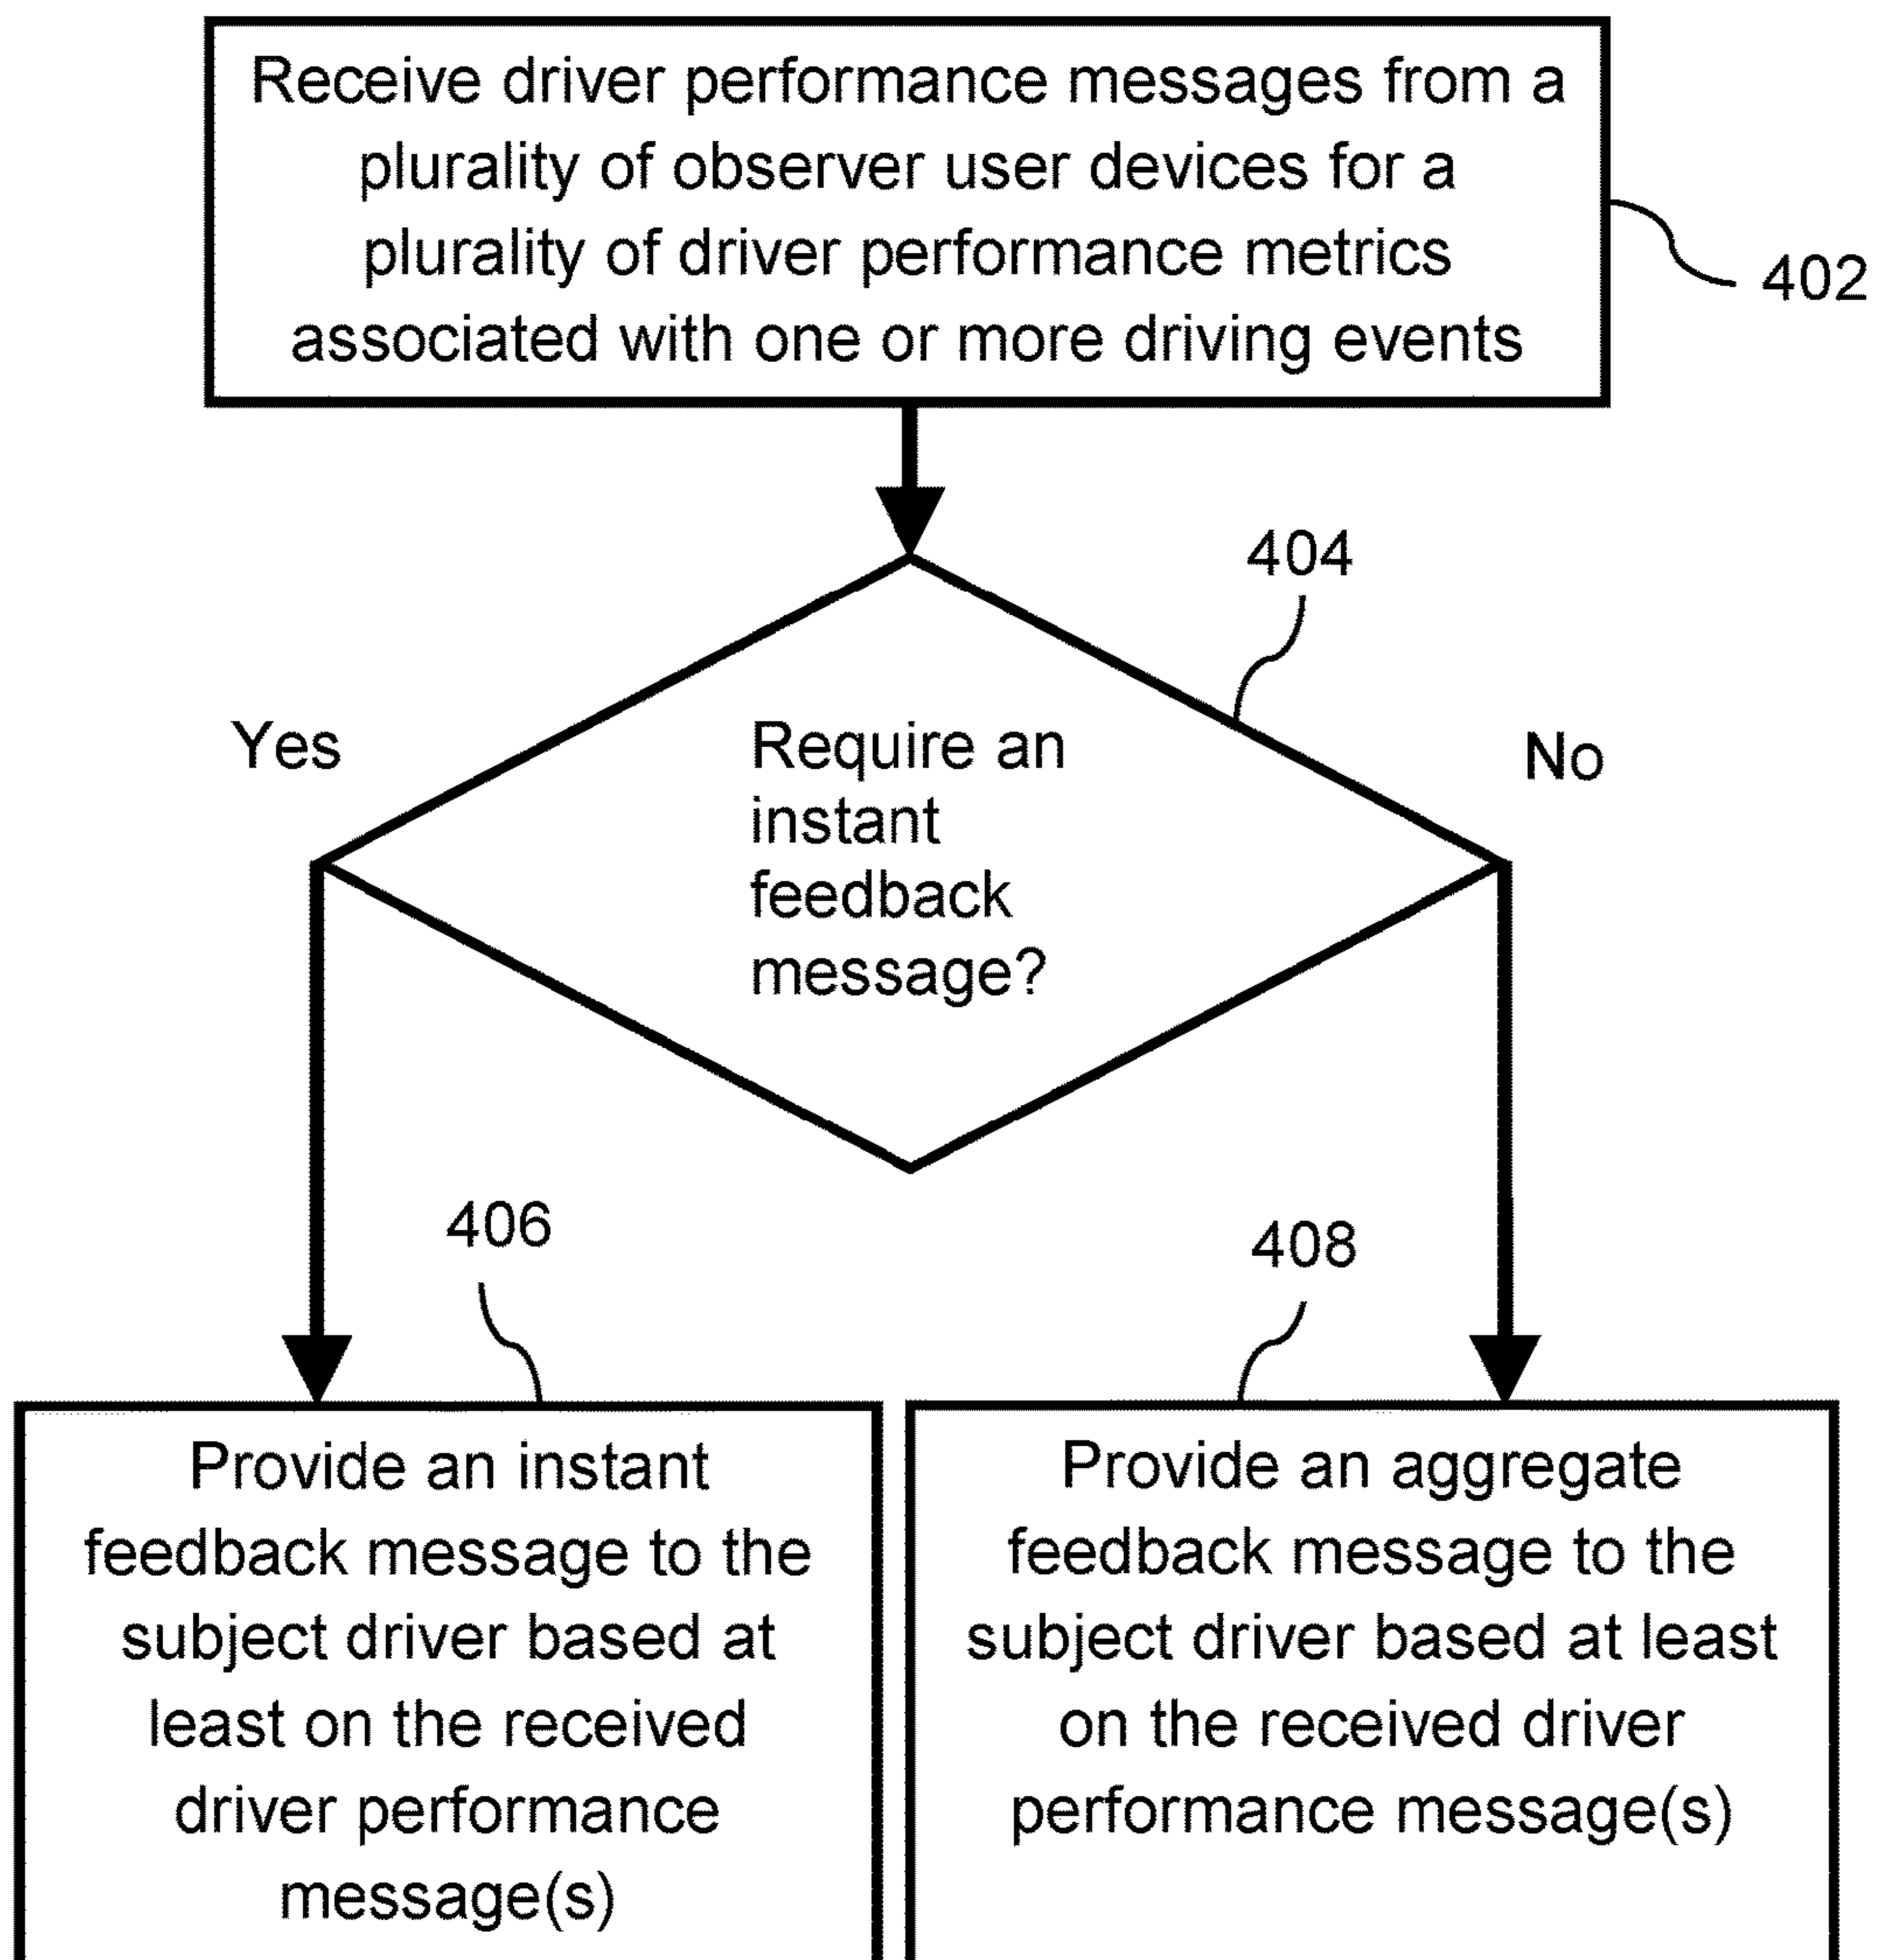 Receive driver performance messages from a
plurality of observer user devices for a
plurality of driver performance metrics
associated with one or more driving events
402
404
Yes
No
Require an
instant
feedback
message?
406
408
Provide an instant
feedback message to the
subject driver based at
least on the received
driver performance
message(s)
Provide an aggregate
feedback message to the
subject driver based at least
on the received driver
performance message(s)